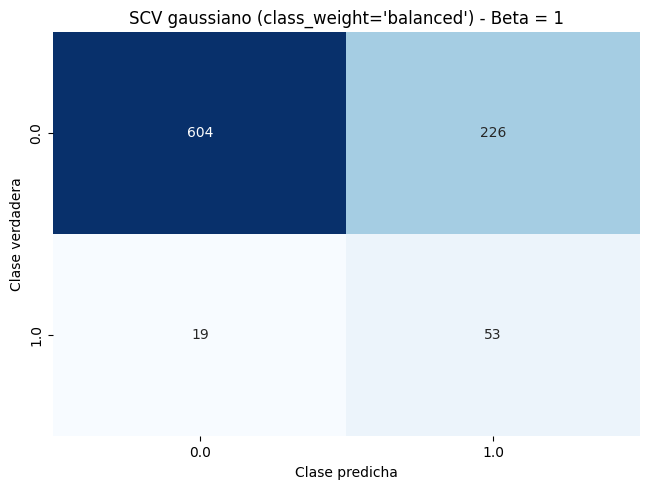 SCV gaussiano (class_weight='balanced') - Beta = 1
0.0
604
226
Clase verdadera
1.0
19
53
0.0
1.0
Clase predicha